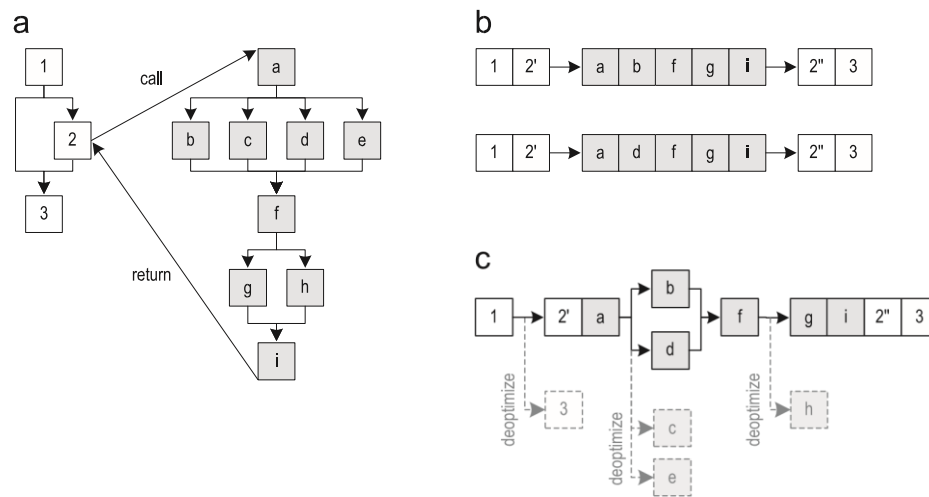 a
1
call
a
2
b c d e
3
f
return
g h
i
b
1 2' a b f g i 2" 3
1 2' a d f g i 2" 3
c
b
1 2' a f g i 2" 3
d
deoptimize 3
deoptimize c
e
deoptimize h